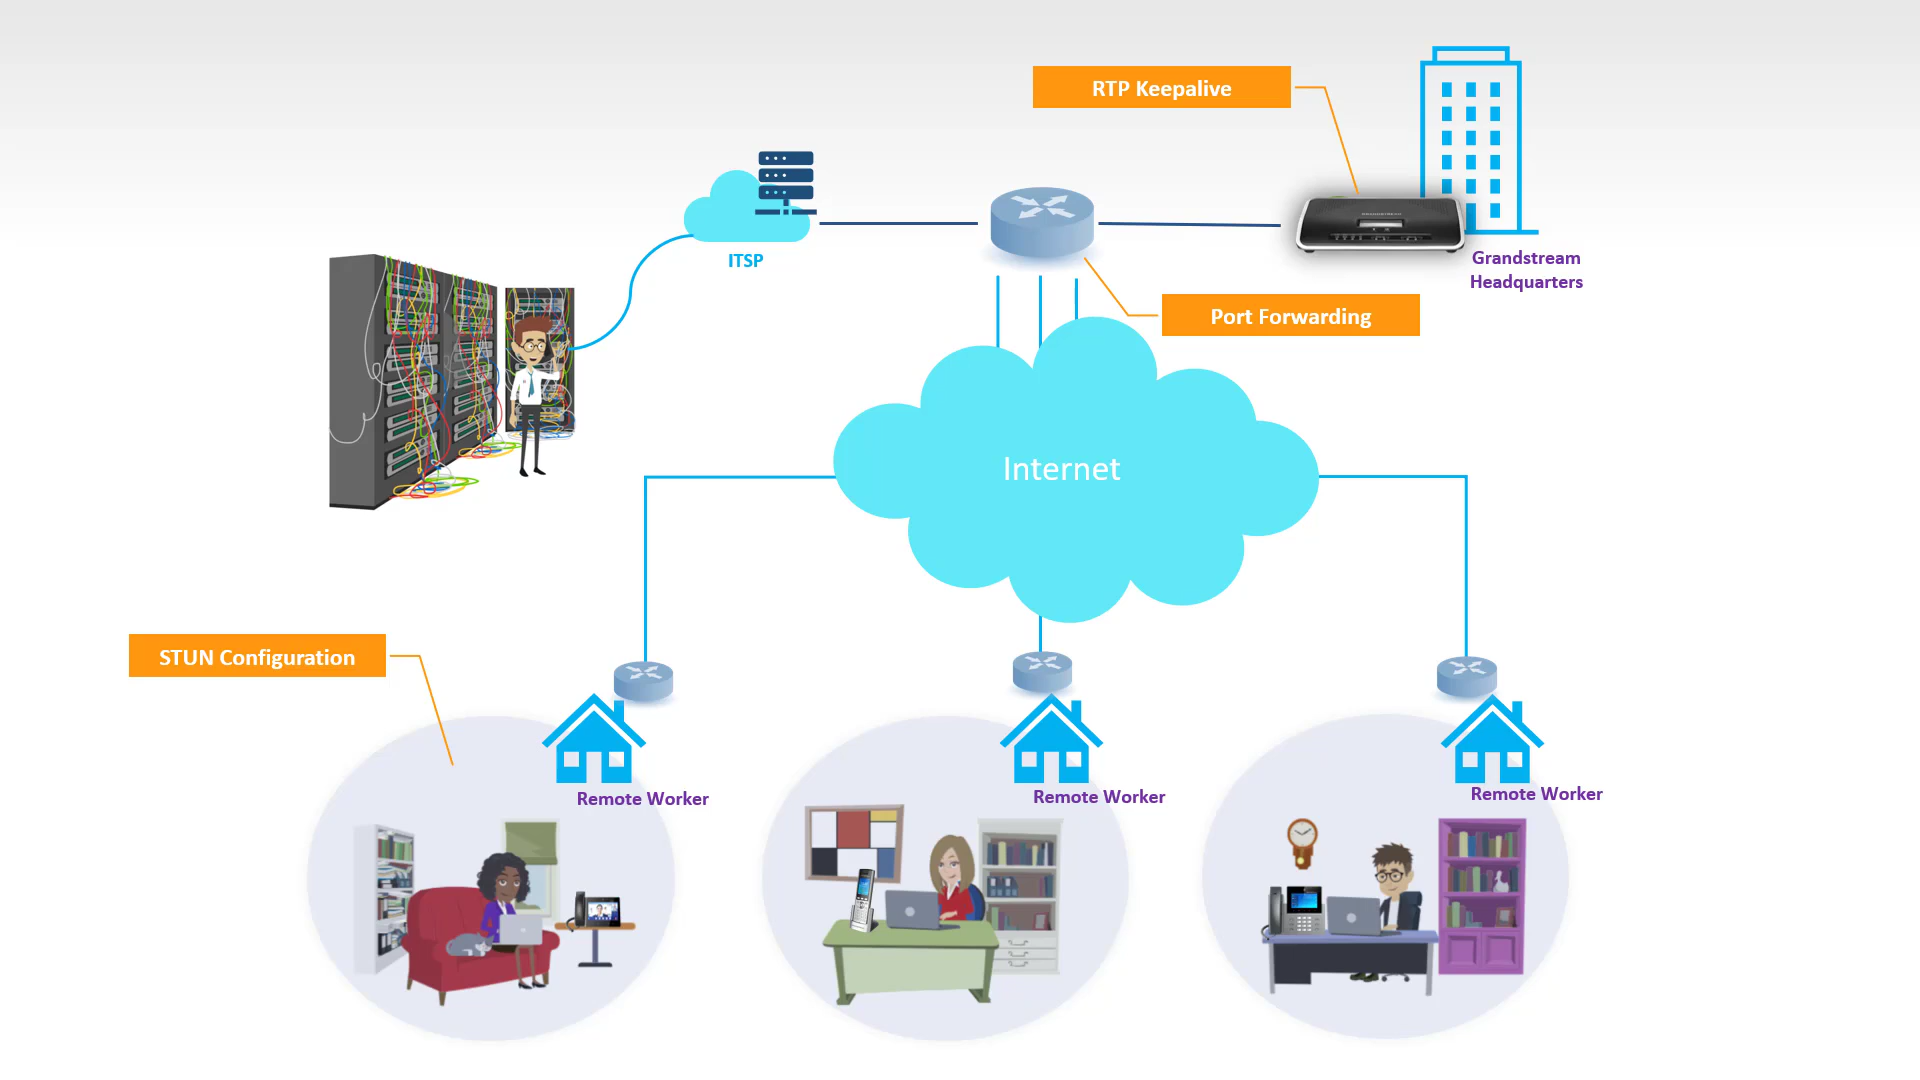 RTP Keepalive
ITSP
Grandstream
Headquarters
Port Forwarding
Internet
STUN Configuration
Remote Worker
Remote Worker
Remote Worker